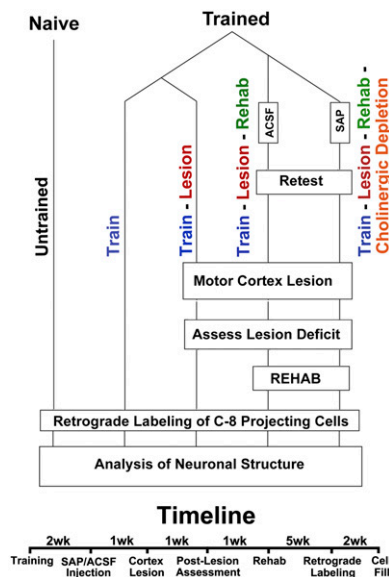 Naive
Trained
Untrained
Train
Train - Lesion
Train - Lesion - Rehab
ACSF
SAP
Train - Lesion - Rehab -
Cholinergic Depletion
Retest
Motor Cortex Lesion
Assess Lesion Deficit
REHAB
Retrograde Labeling of C-8 Projecting Cells
Analysis of Neuronal Structure
Timeline
2wk 1wk 1wk 1wk 5wk 2wk
Training SAP/ACSF Cortex Post-Lesion Rehab Retrograde Cell
Injection Lesion Assessment Labeling Fill